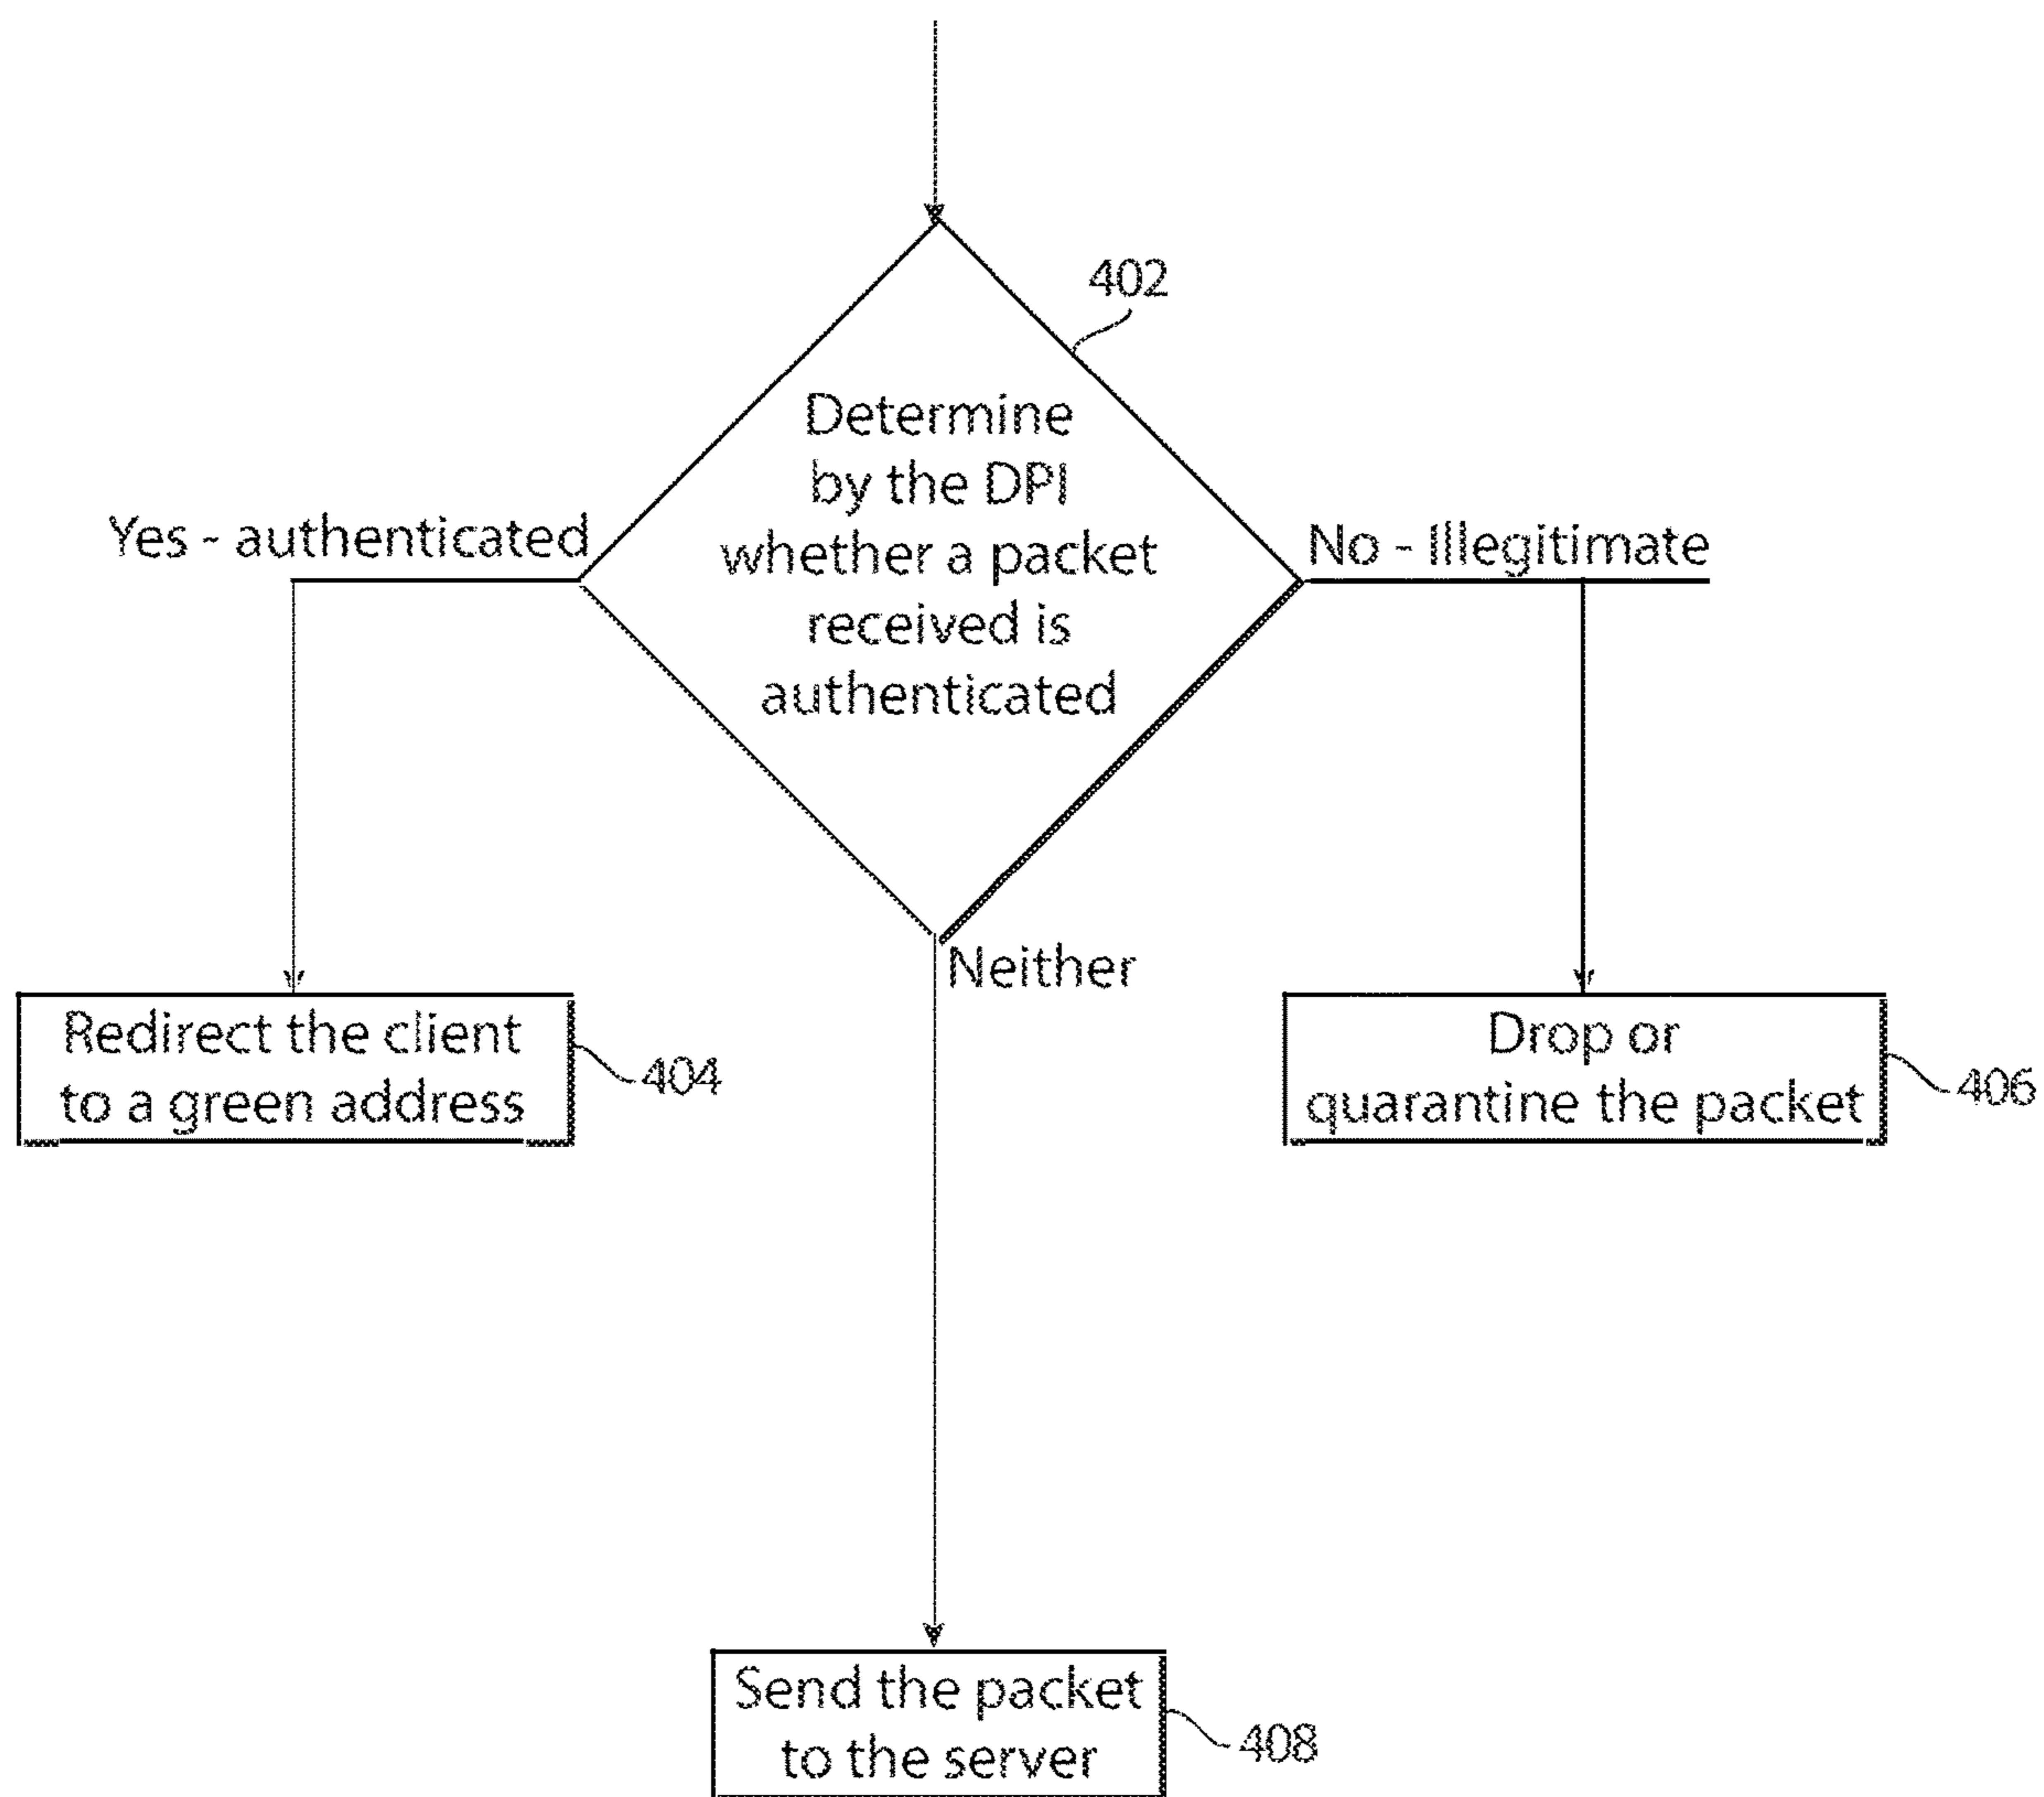 402
Determine
by the DPI
whether a packet
received is
authenticated
Yes - authenticated
No - Illegitimate
Neither
Redirect the client
to a green address
404
Drop or
quarantine the packet
406
Send the packet
to the server
408